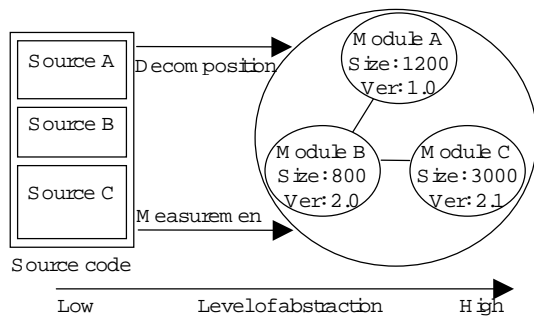 Source A
Source B
Source C
Source code
Decomposition
Measuremen
Module A
Size:1200
Ver:1.0
Module B
Size:800
Ver:2.0
Module C
Size:3000
Ver:2.1
Low Level of abstraction High